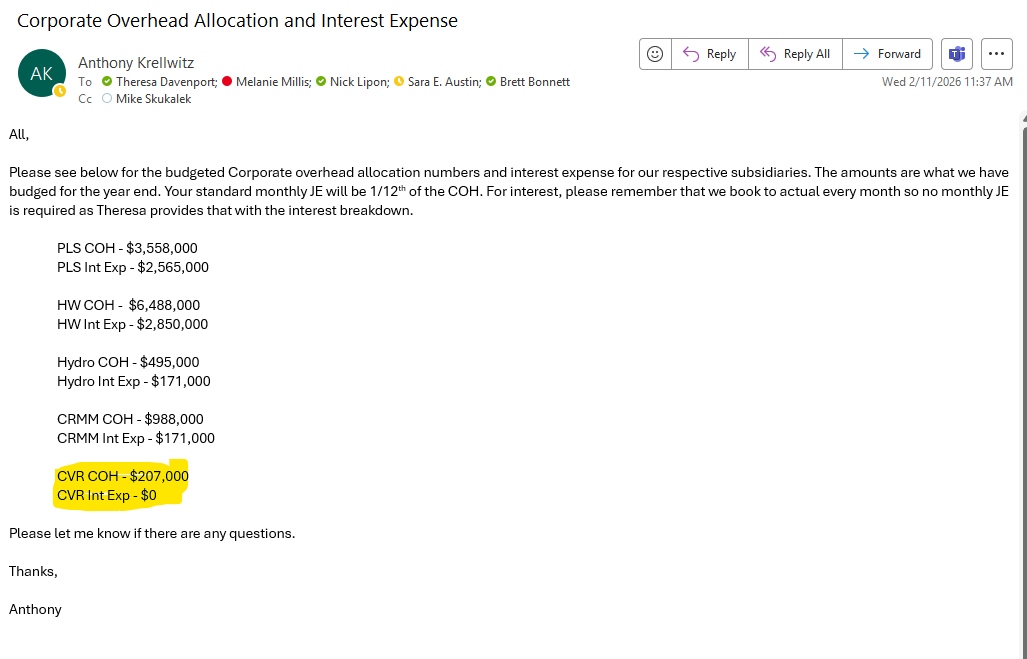 Corporate Overhead Allocation and Interest Expense
AK
Anthony Krellwitz
To Theresa Davenport; Melanie Millis; Nick Lipon; Sara E. Austin; Brett Bonnett
Cc Mike Skukalek
Reply
Reply All
Forward
Wed 2/11/2026 11:37 AM
All,
Please see below for the budgeted Corporate overhead allocation numbers and interest expense for our respective subsidiaries. The amounts are what we have
budgeted for the year end. Your standard monthly JE will be 1/12th of the COH. For interest, please remember that we book to actual every month so no monthly JE
is required as Theresa provides that with the interest breakdown.
PLS COH - $3,558,000
PLS Int Exp - $2,565,000
HW COH - $6,488,000
HW Int Exp - $2,850,000
Hydro COH - $495,000
Hydro Int Exp - $171,000
CRMM COH - $988,000
CRMM Int Exp - $171,000
CVR COH - $207,000
CVR Int Exp - $0
Please let me know if there are any questions.
Thanks,
Anthony